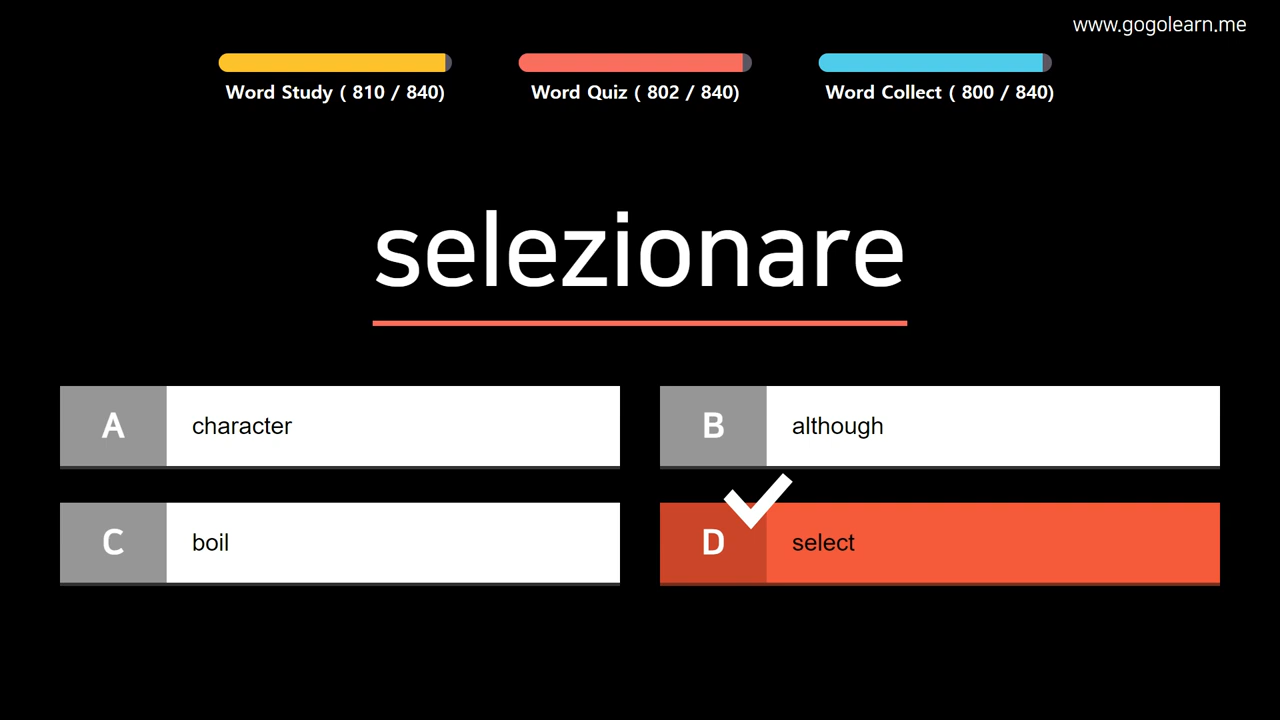 www.gogolearn.me
Word Study ( 810 / 840)
Word Quiz ( 802 / 840)
Word Collect ( 800 / 840)
selezionare
A character
B although
C boil
D select